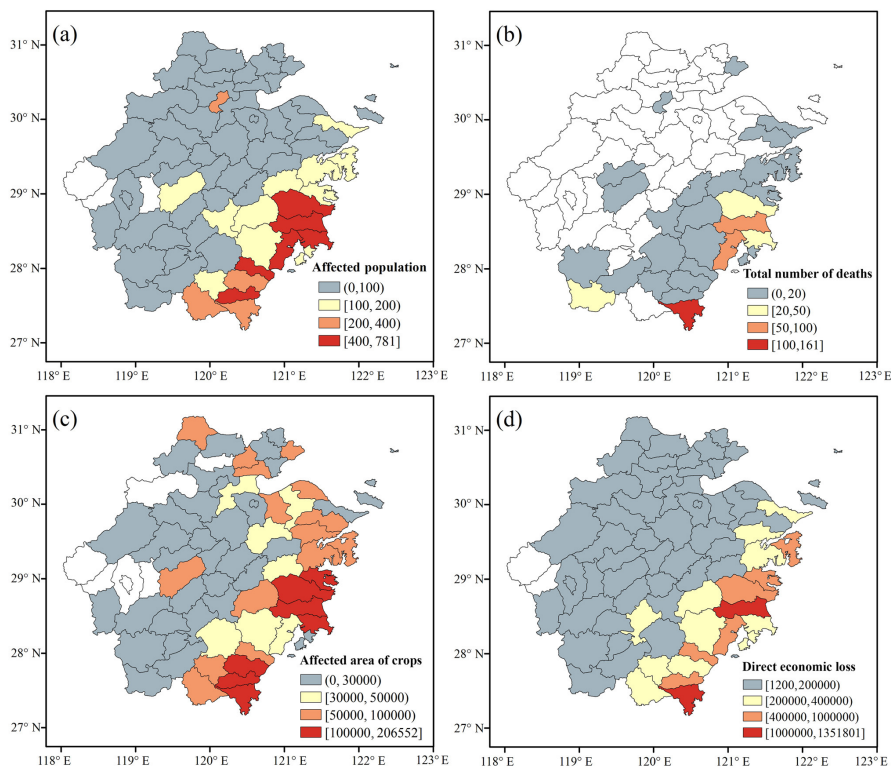 (a)
31° N
30° N
29° N
28° N
27° N
118° E
119° E
120° E
121° E
122° E
123° E
Affected population
(0,100)
[100, 200)
[200, 400)
[400, 781]
(b)
31° N
30° N
29° N
28° N
27° N
118° E
119° E
120° E
121° E
122° E
123° E
Total number of deaths
(0, 20)
[20,50)
[50,100)
[100,161]
(c)
31° N
30° N
29° N
28° N
27° N
118° E
119° E
120° E
121° E
122° E
123° E
Affected area of crops
(0, 30000)
[30000, 50000)
[50000, 100000)
[100000, 206552]
(d)
31° N
30° N
29° N
28° N
27° N
118° E
119° E
120° E
121° E
122° E
123° E
Direct economic loss
[1200,200000)
[200000,400000)
[400000,1000000)
[1000000,1351801]